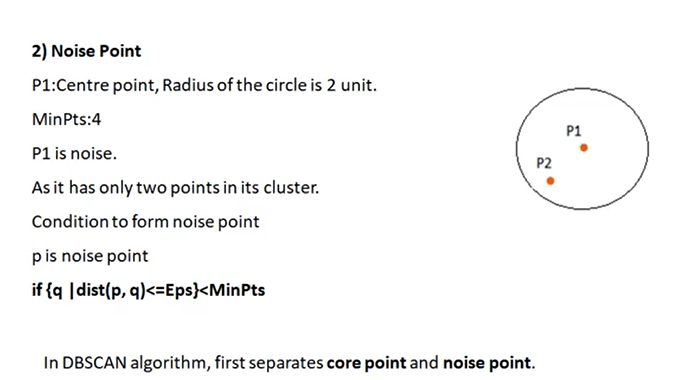 2) Noise Point
P1:Centre point, Radius of the circle is 2 unit.
MinPts:4
P1 is noise.
As it has only two points in its cluster.
Condition to form noise point
p is noise point
if {q |dist(p, q)<=Eps}<MinPts
P1
P2
In DBSCAN algorithm, first separates core point and noise point.